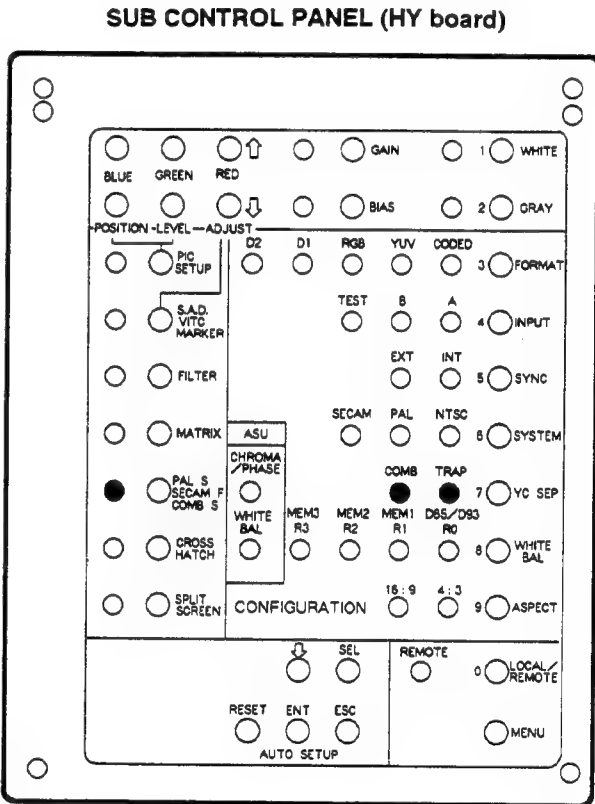 SUB CONTROL PANEL (HY board)
GAIN 1 WHITE
BLUE GREEN RED
BIAS 2 GRAY
POSITION - LEVEL - ADJUST
D2 D1 RGB YUV CODED
PIC SETUP
3 FORMAT
TEST B A
S.A.D. VITC MARKER
4 INPUT
EXT INT
FILTER
5 SYNC
SECAM PAL NTSC
MATRIX
ASU
6 SYSTEM
CHROMA /PHASE
COMB TRAP
PAL S SECAM F COMB S
7 YC SEP
WHITE BAL
MEM3 R3
MEM2 R2
MEM1 R1
D65/D93 R0
CROSS HATCH
8 WHITE BAL
16:9 4:3
SPLIT SCREEN
CONFIGURATION
9 ASPECT
SEL
REMOTE
0 LOCAL/ REMOTE
RESET ENT ESC
MENU
AUTO SETUP